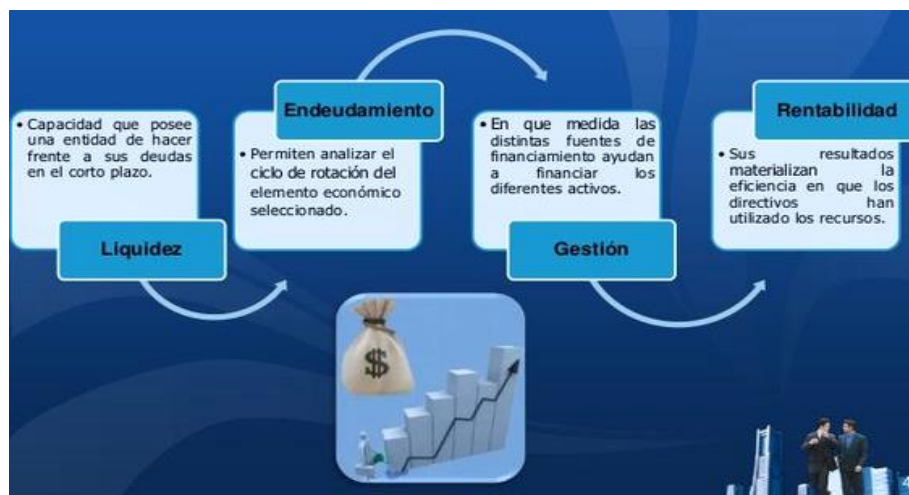 • Capacidad que posee
una entidad de hacer
frente a sus deudas
en el corto plazo.
Liquidez
Endeudamiento
• Permiten analizar el
ciclo de rotación del
elemento económico
seleccionado.
• En que medida las
distintas fuentes de
financiamiento ayudan
a financiar los
diferentes activos.
Gestión
Rentabilidad
• Sus resultados
materializan la
eficiencia en que los
directivos han
utilizado los recursos.
$
4